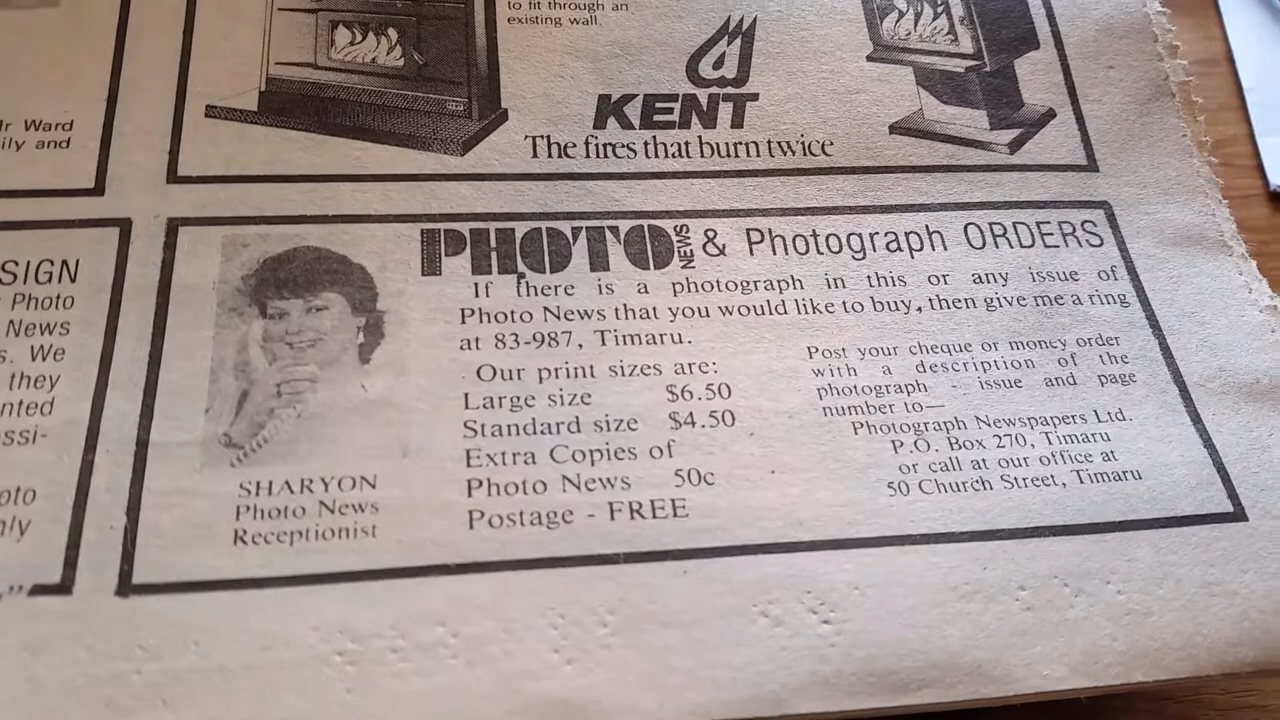 to fit through an
existing wall.
KENT
The fires that burn twice
Mr Ward
ily and
SIGN
Photo
News
s. We
they
nted
ssi-
oto
nly
,,
PHOTO NEWS & Photograph ORDERS
If there is a photograph in this or any issue of
Photo News that you would like to buy, then give me a ring
at 83-987, Timaru.
Our print sizes are:
Large size $6.50
Standard size $4.50
Extra Copies of
Photo News 50c
Postage - FREE
Post your cheque or money order
with a description of the
photograph - issue and page
number to—
Photograph Newspapers Ltd.
P.O. Box 270, Timaru
or call at our office at
50 Church Street, Timaru
SHARYON
Photo News
Receptionist